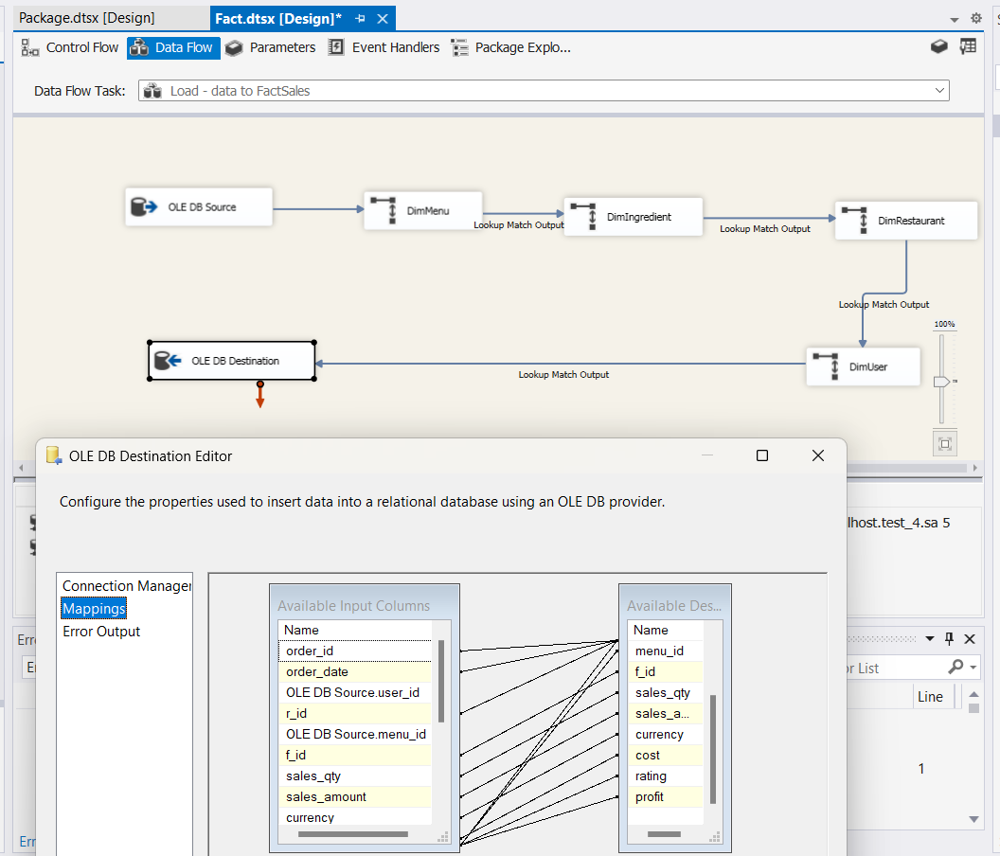 Package.dtsx [Design]
Fact.dtsx [Design]*
Control Flow
Data Flow
Parameters
Event Handlers
Package Explo...
Data Flow Task:
Load - data to FactSales
OLE DB Source
DimMenu
Lookup Match Output
DimIngredient
Lookup Match Output
DimRestaurant
Lookup Match Output
100%
OLE DB Destination
Lookup Match Output
DimUser
OLE DB Destination Editor
Configure the properties used to insert data into a relational database using an OLE DB provider.
lhost.test_4.sa 5
Connection Manager
Mappings
Error Output
Available Input Columns
Name
order_id
order_date
OLE DB Source.user_id
r_id
OLE DB Source.menu_id
f_id
sales_qty
sales_amount
currency
Available Des...
Name
menu_id
f_id
sales_qty
sales_a...
currency
cost
rating
profit
Erro
E
or List
Line
1
Err